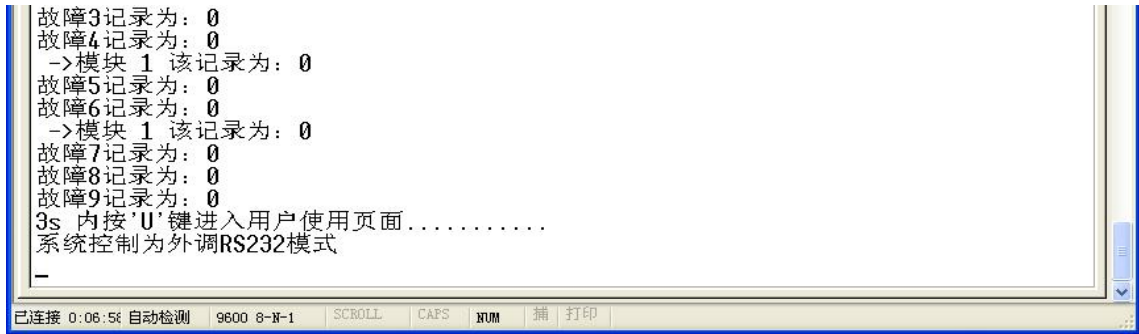 故障3记录为: 0
故障4记录为: 0
->模块 1 该记录为: 0
故障5记录为: 0
故障6记录为: 0
->模块 1 该记录为: 0
故障7记录为: 0
故障8记录为: 0
故障9记录为: 0
3s 内按'U'键进入用户使用页面...........
系统控制为外调RS232模式
已连接 0:06:58 自动检测 9600 8-N-1 SCROLL CAPS NUM 捕 打印